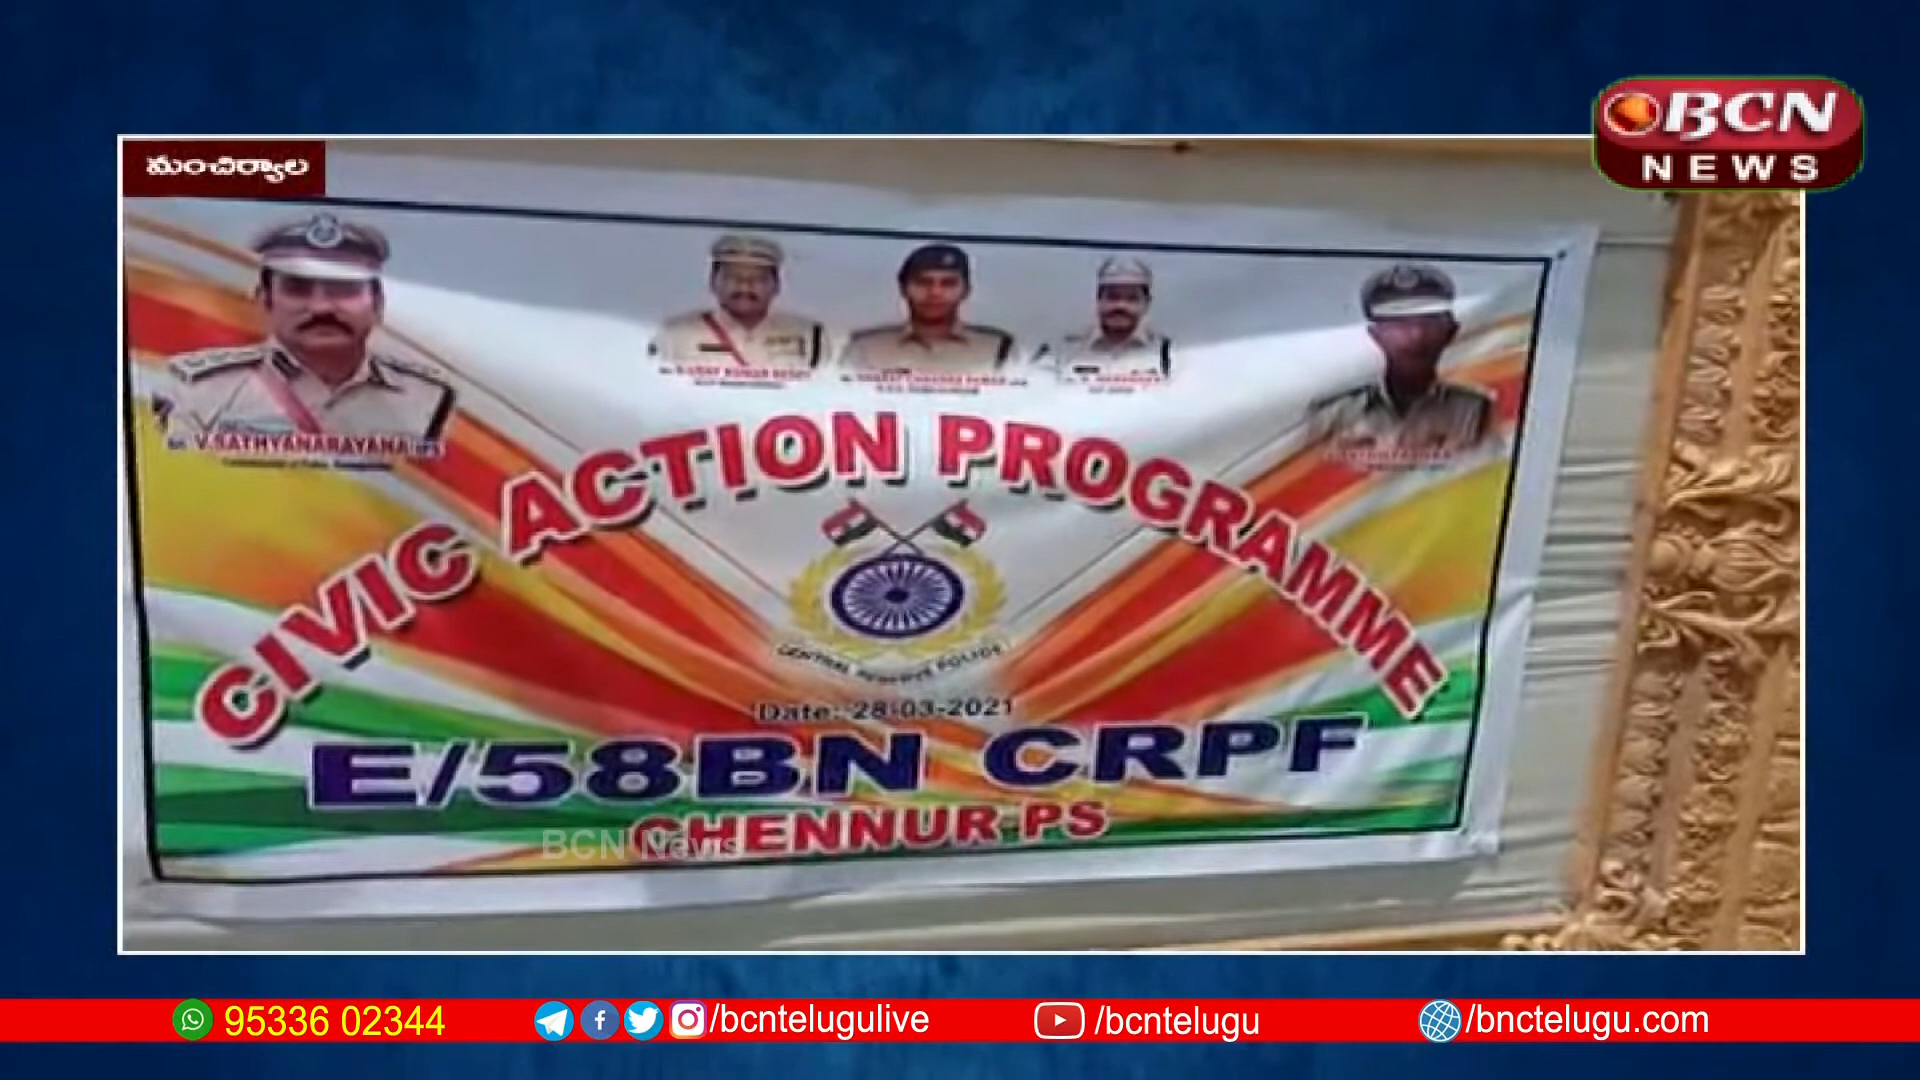 BCN
NEWS
మంచిర్యాల
V.SATHYANARAYANA IPS
CIVIC ACTION PROGRAMME
CENTRAL RESERVE POLICE
Date: 28-03-2021
E/58BN CRPF
CHENNUR PS
BCN News
95336 02344
/bcntelugulive
/bcntelugu
/bnctelugu.com